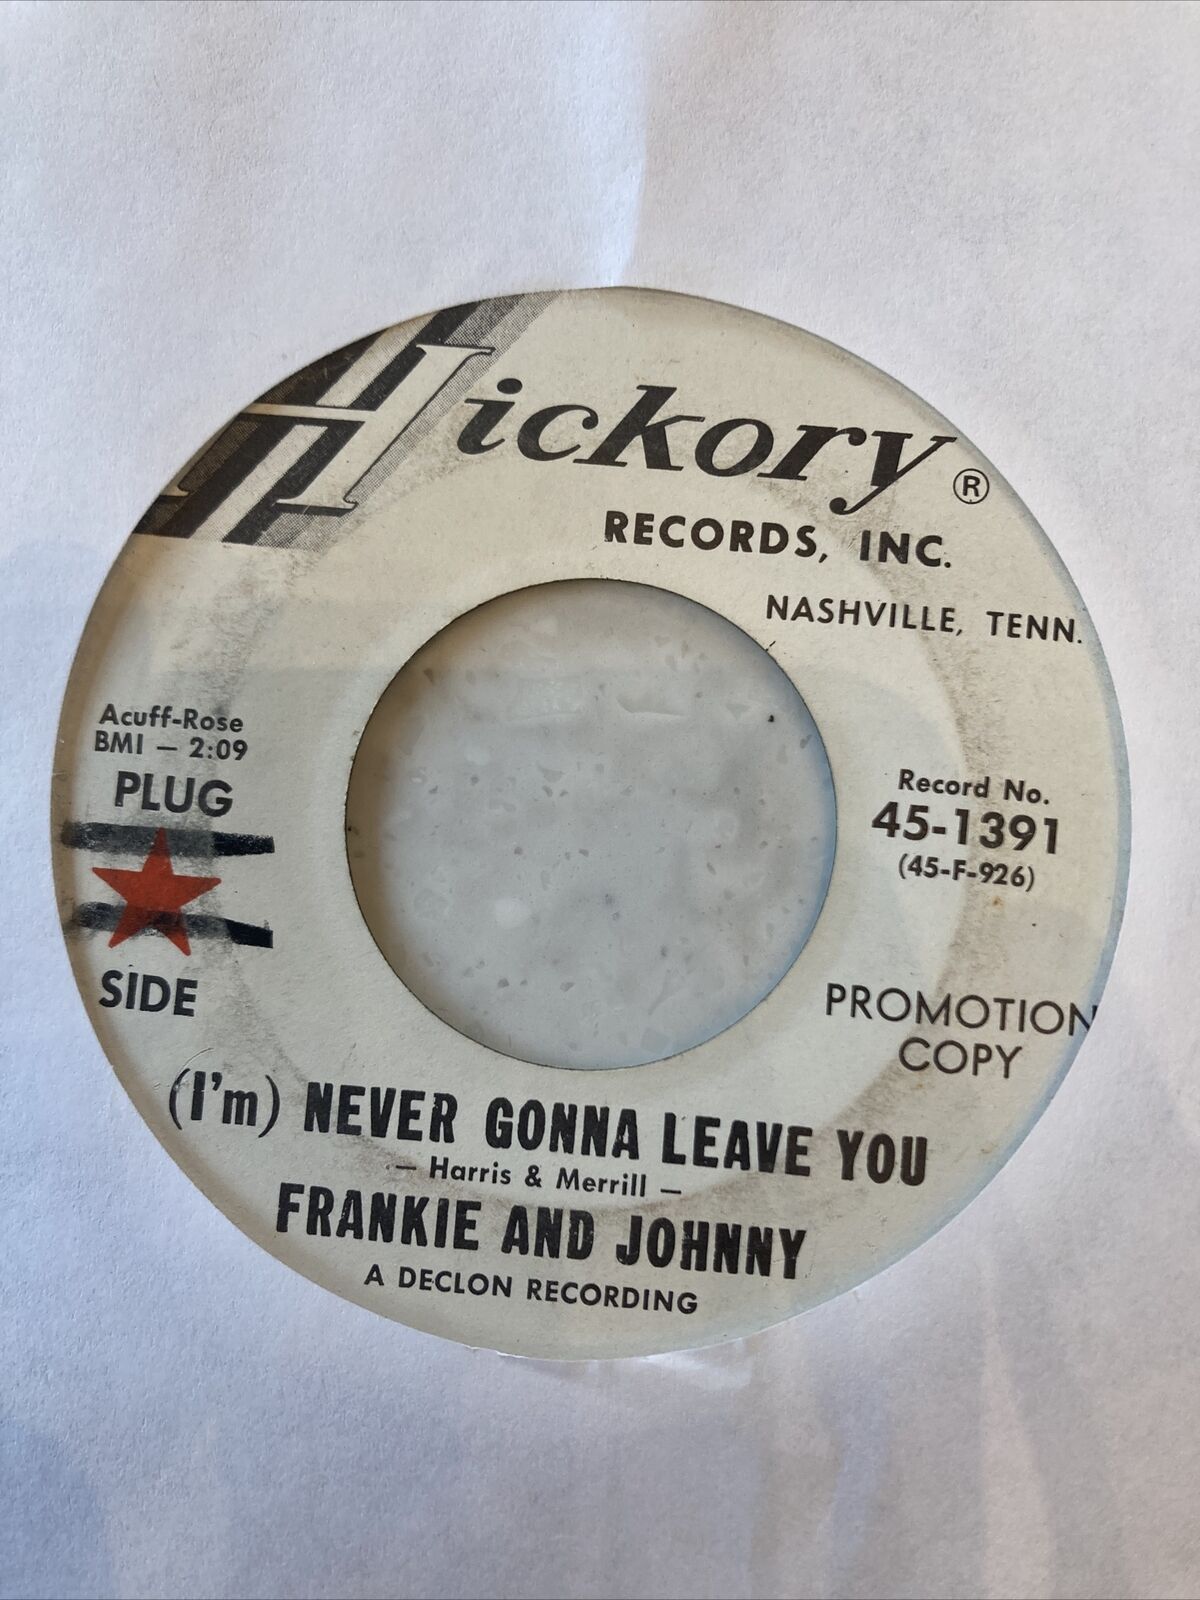 Hickory ®
RECORDS, INC.
NASHVILLE, TENN.
Acuff-Rose
BMI — 2:09
PLUG
SIDE
Record No.
45-1391
(45-F-926)
PROMOTION
COPY
(I'm) NEVER GONNA LEAVE YOU
— Harris & Merrill —
FRANKIE AND JOHNNY
A DECLON RECORDING